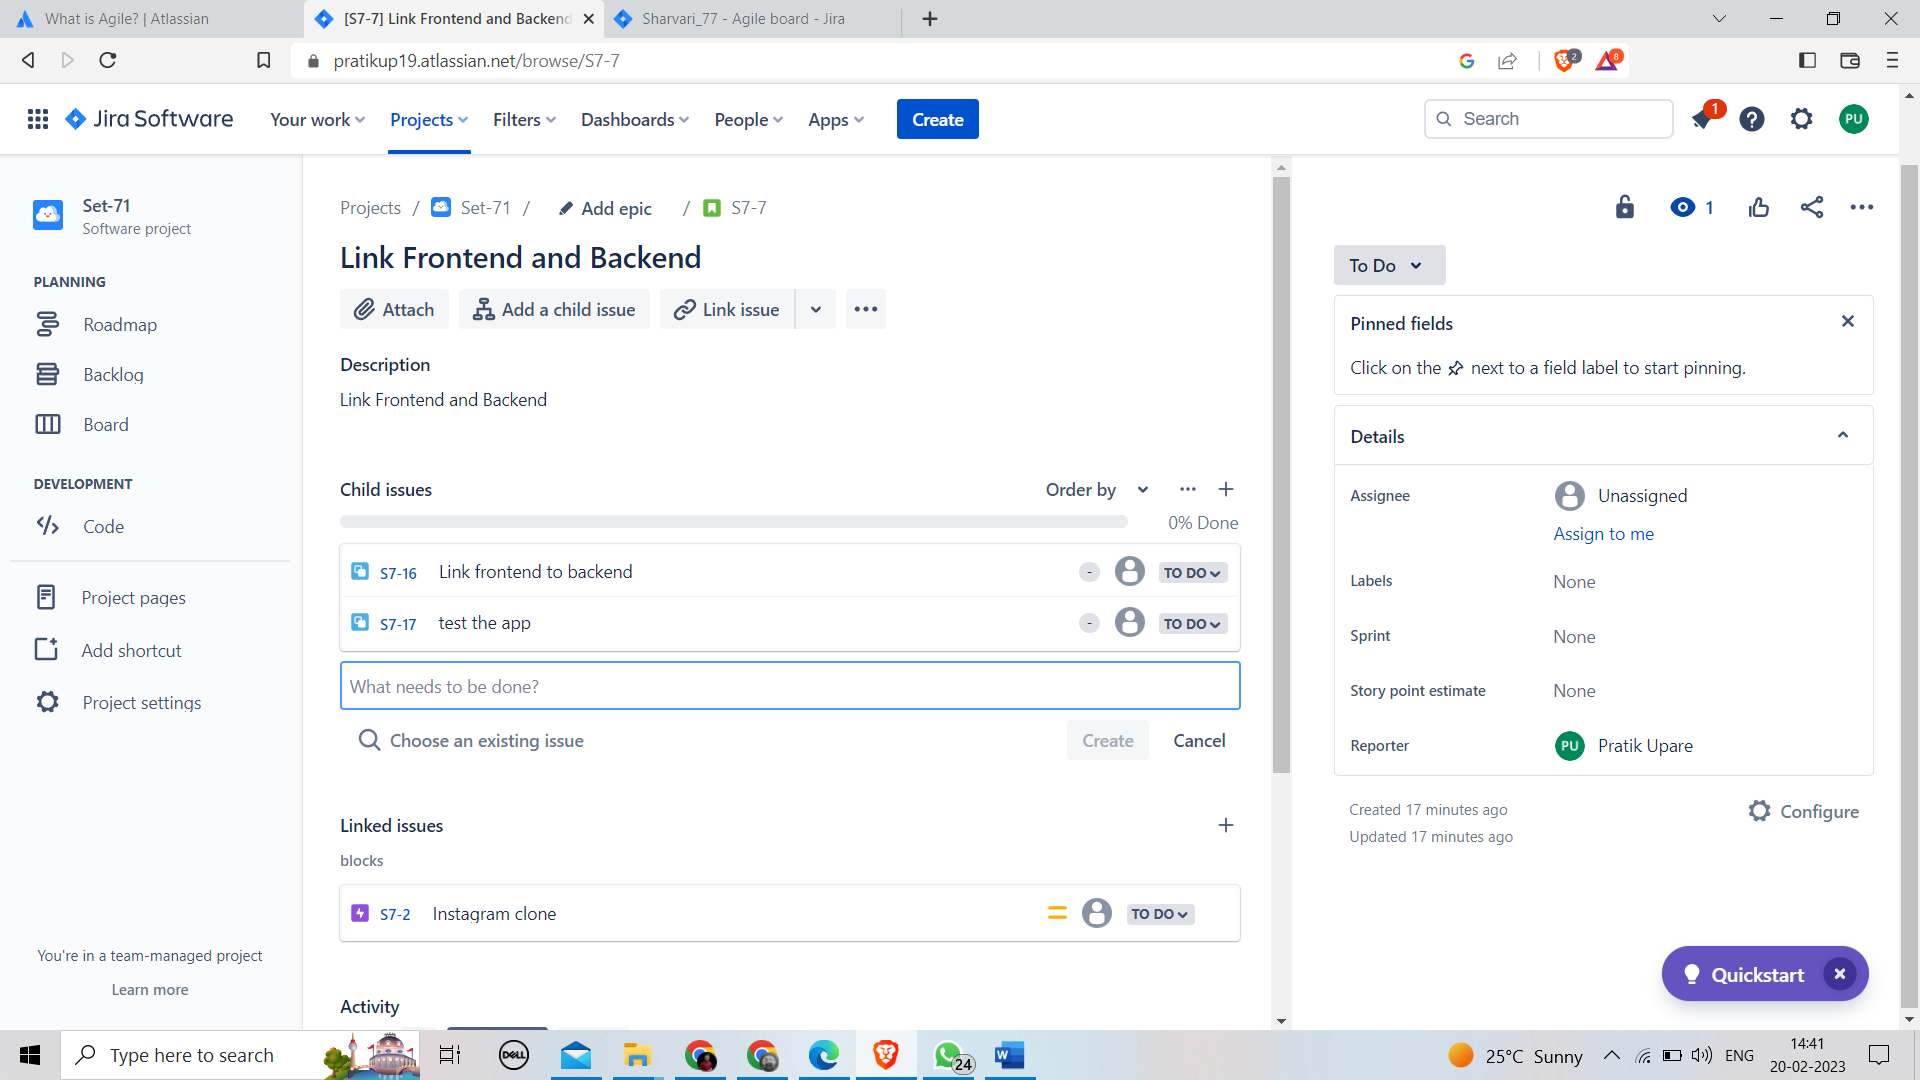 What is Agile? | Atlassian
[S7-7] Link Frontend and Backend
Sharvari_77 - Agile board - Jira
pratikup19.atlassian.net/browse/S7-7
2
8
Jira Software
Your work
Projects
Filters
Dashboards
People
Apps
Create
Search
1
PU
Set-71
Software project
PLANNING
Roadmap
Backlog
Board
DEVELOPMENT
Code
Project pages
Add shortcut
Project settings
You're in a team-managed project
Learn more
Projects / Set-71 / Add epic / S7-7
Link Frontend and Backend
Attach
Add a child issue
Link issue
Description
Link Frontend and Backend
Child issues
Order by
0% Done
S7-16 Link frontend to backend - TO DO
S7-17 test the app - TO DO
What needs to be done?
Choose an existing issue
Create
Cancel
Linked issues
blocks
S7-2 Instagram clone TO DO
Activity
1
To Do
Pinned fields
Click on the next to a field label to start pinning.
Details
Assignee
Unassigned
Assign to me
Labels
None
Sprint
None
Story point estimate
None
Reporter
PU Pratik Upare
Created 17 minutes ago
Updated 17 minutes ago
Configure
Quickstart
Type here to search
DELL
24
W
25°C Sunny
ENG
14:41
20-02-2023